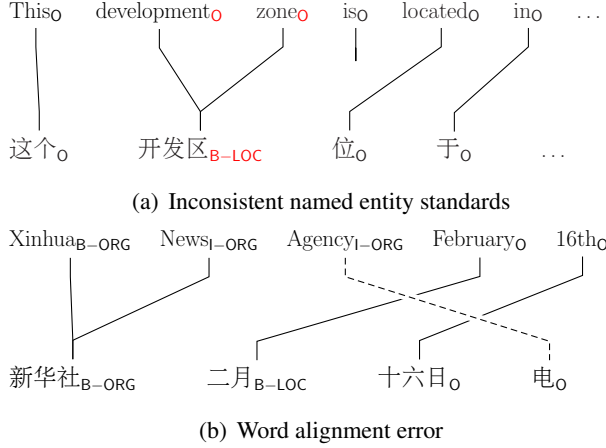 This_O development_O zone_O is_O located_O in_O ...
这个_O 开发区_B−LOC 位_O 于_O ...
(a) Inconsistent named entity standards
Xinhua_B−ORG News_I−ORG Agency_I−ORG February_O 16th_O
新华社_B−ORG 二月_B−LOC 十六日_O 电_O
(b) Word alignment error